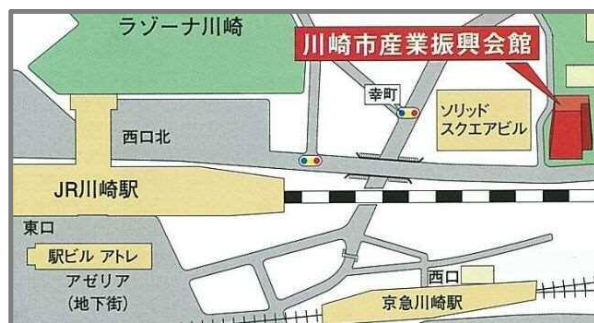 ラゾーナ川崎
川崎市産業振興会館
幸町
ソリッド
スクエアビル
西口北
JR川崎駅
東口
駅ビル アトレ
アゼリア
(地下街)
西口
京急川崎駅